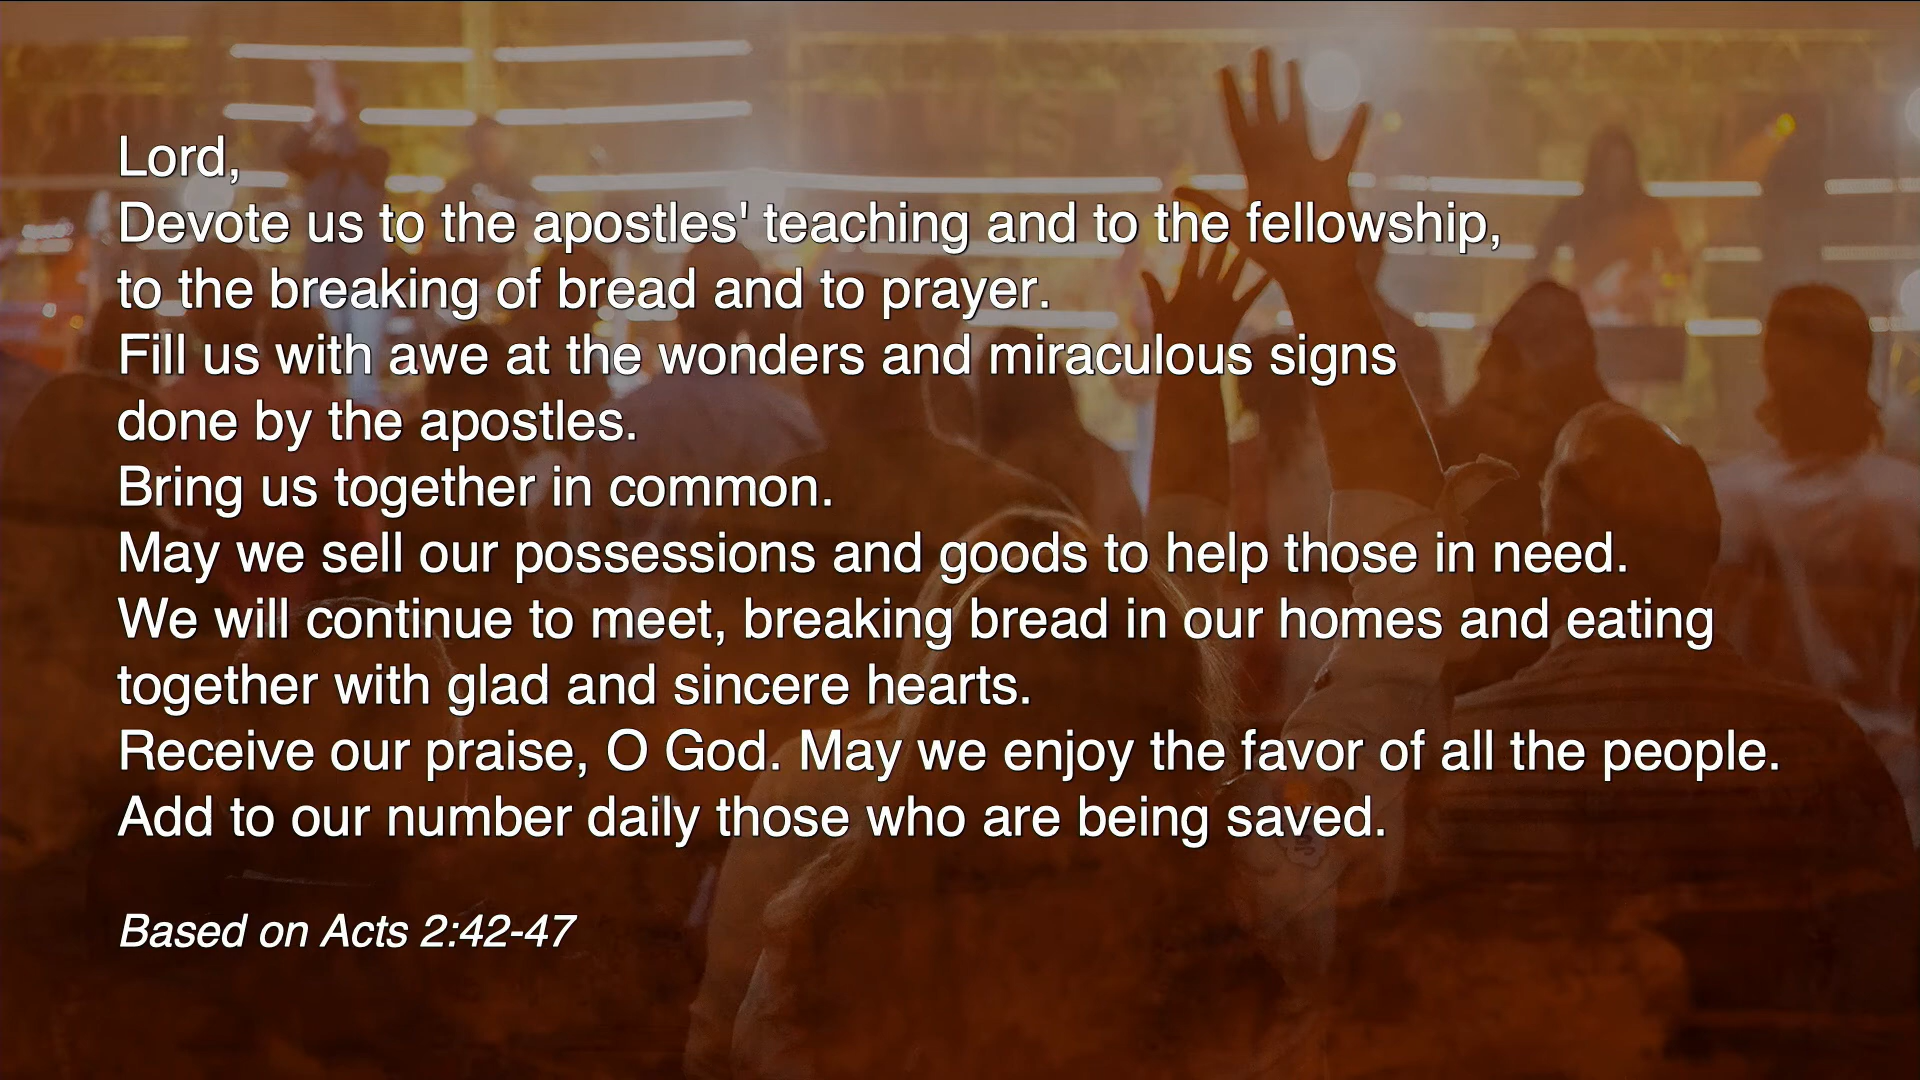 Lord,
Devote us to the apostles' teaching and to the fellowship,
to the breaking of bread and to prayer.
Fill us with awe at the wonders and miraculous signs
done by the apostles.
Bring us together in common.
May we sell our possessions and goods to help those in need.
We will continue to meet, breaking bread in our homes and eating
together with glad and sincere hearts.
Receive our praise, O God. May we enjoy the favor of all the people.
Add to our number daily those who are being saved.
Based on Acts 2:42-47